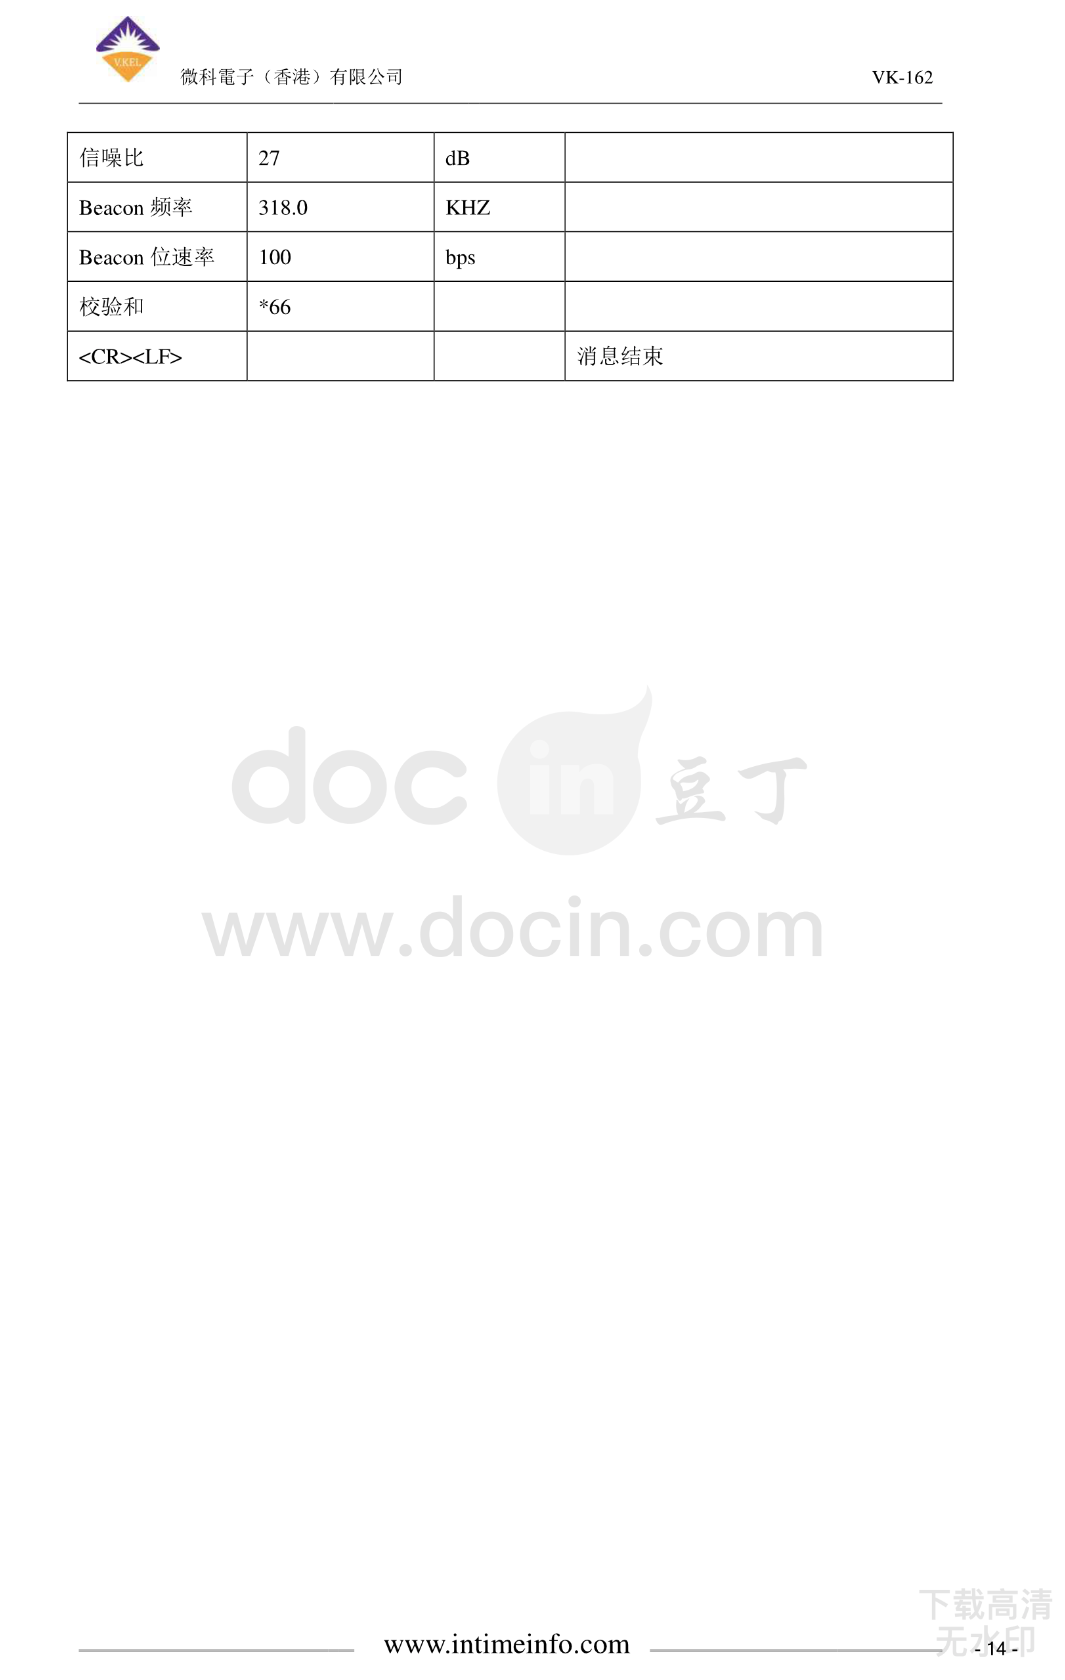 V.KEL
微科電子（香港）有限公司 VK-162
信噪比 27 dB
Beacon 频率 318.0 KHZ
Beacon 位速率 100 bps
校验和 *66
<CR><LF> 消息结束
doc in 豆丁
www.docin.com
下载高清
无水印
www.intimeinfo.com - 14 -